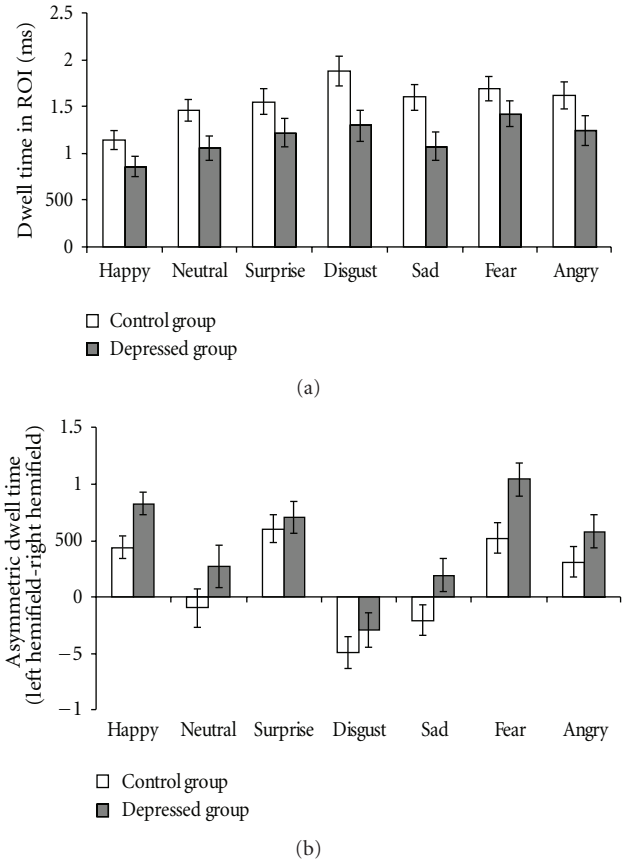 2.5
2
1.5
1
500
0
Dwell time in ROI (ms)
Happy Neutral Surprise Disgust Sad Fear Angry
Control group
Depressed group
(a)
1.5
1
500
0
−5
−1
Asymmetric dwell time
(left hemifield-right hemifield)
Happy Neutral Surprise Disgust Sad Fear Angry
Control group
Depressed group
(b)